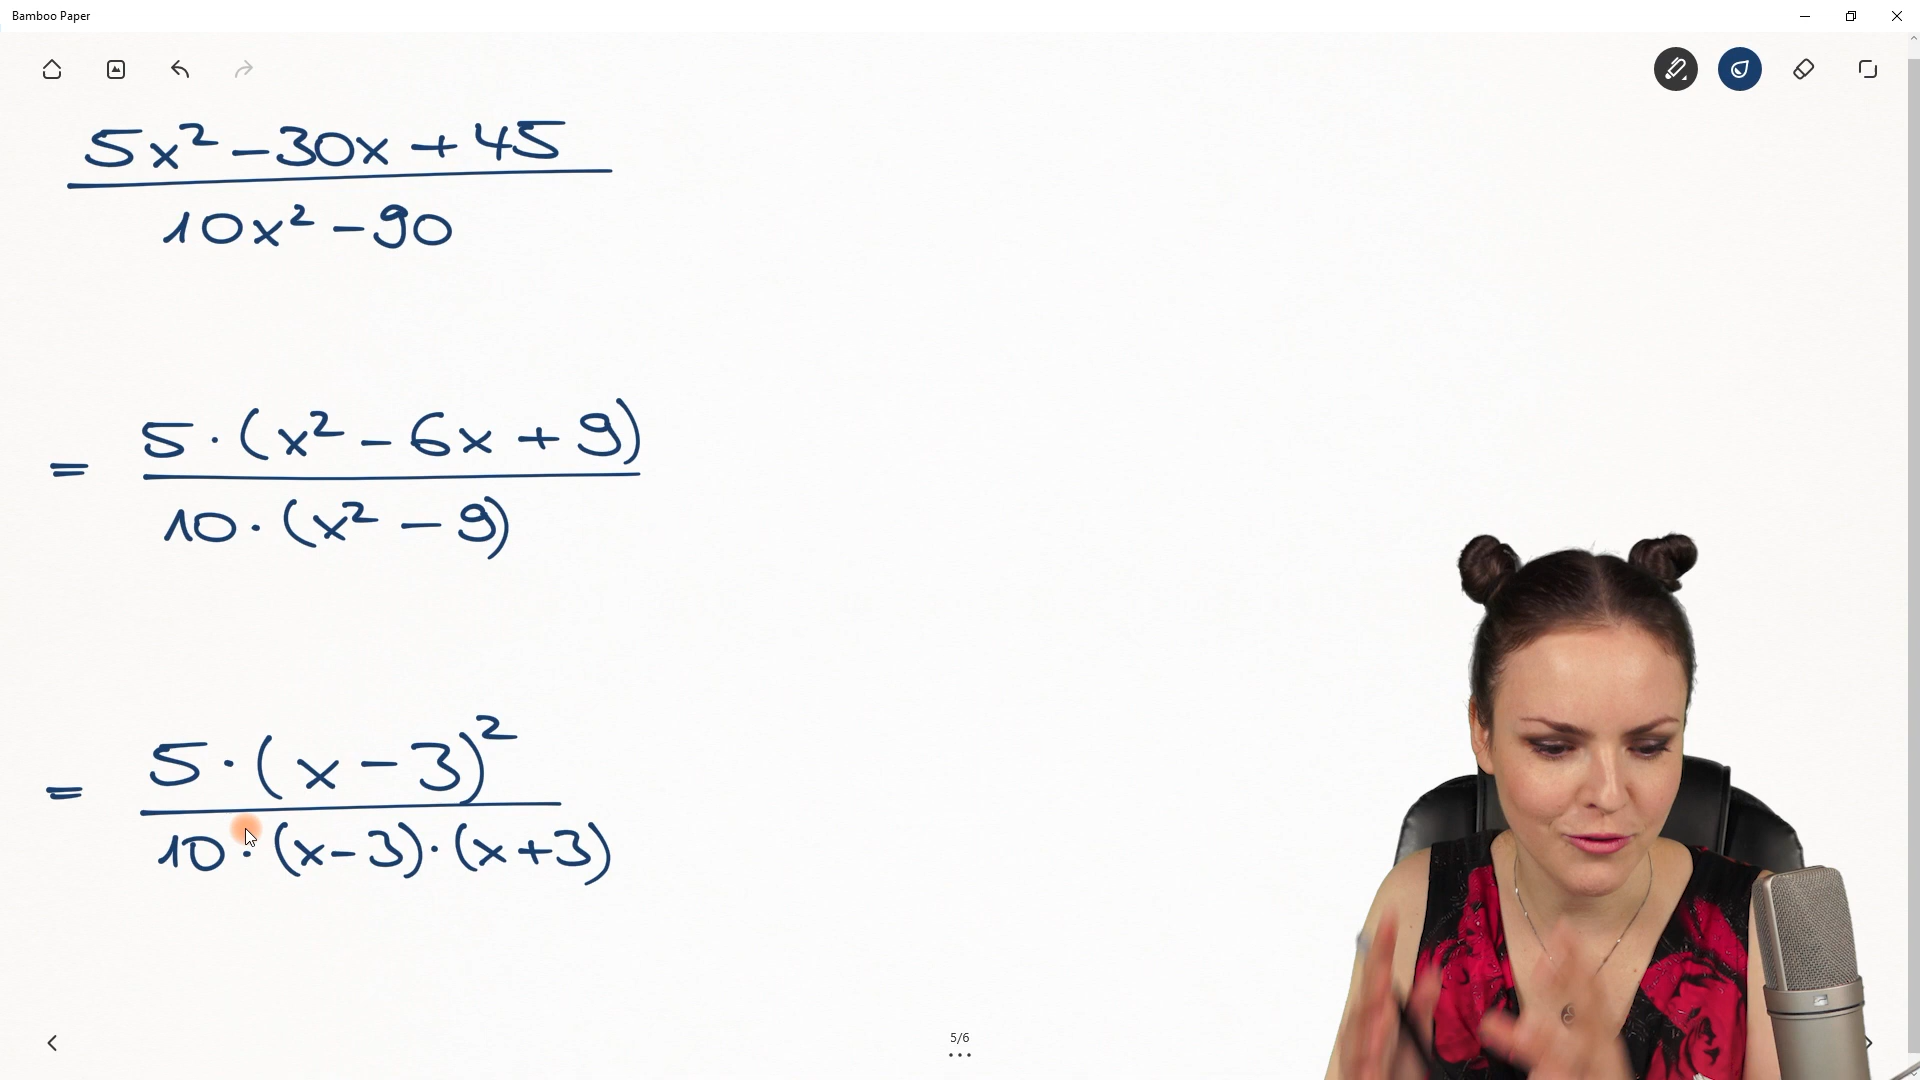 Bamboo Paper
5x² - 30x + 45
10x² - 90
= 5 · (x² - 6x + 9)
10 · (x² - 9)
= 5 · (x - 3)²
10 · (x - 3) · (x + 3)
5/6